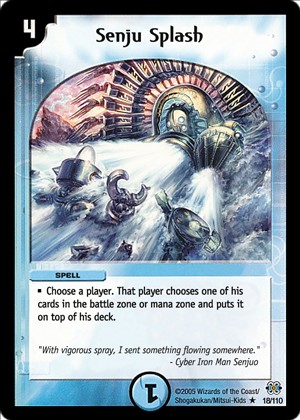 4
Senju Splash
SPELL
▪ Choose a player. That player chooses one of his
cards in the battle zone or mana zone and puts it
on top of his deck.
"With vigorous spray, I sent something flowing somewhere."
- Cyber Iron Man Senjuo
1
©2005 Wizards of the Coast/
Shogakukan/Mitsui-Kids ★ 18/110